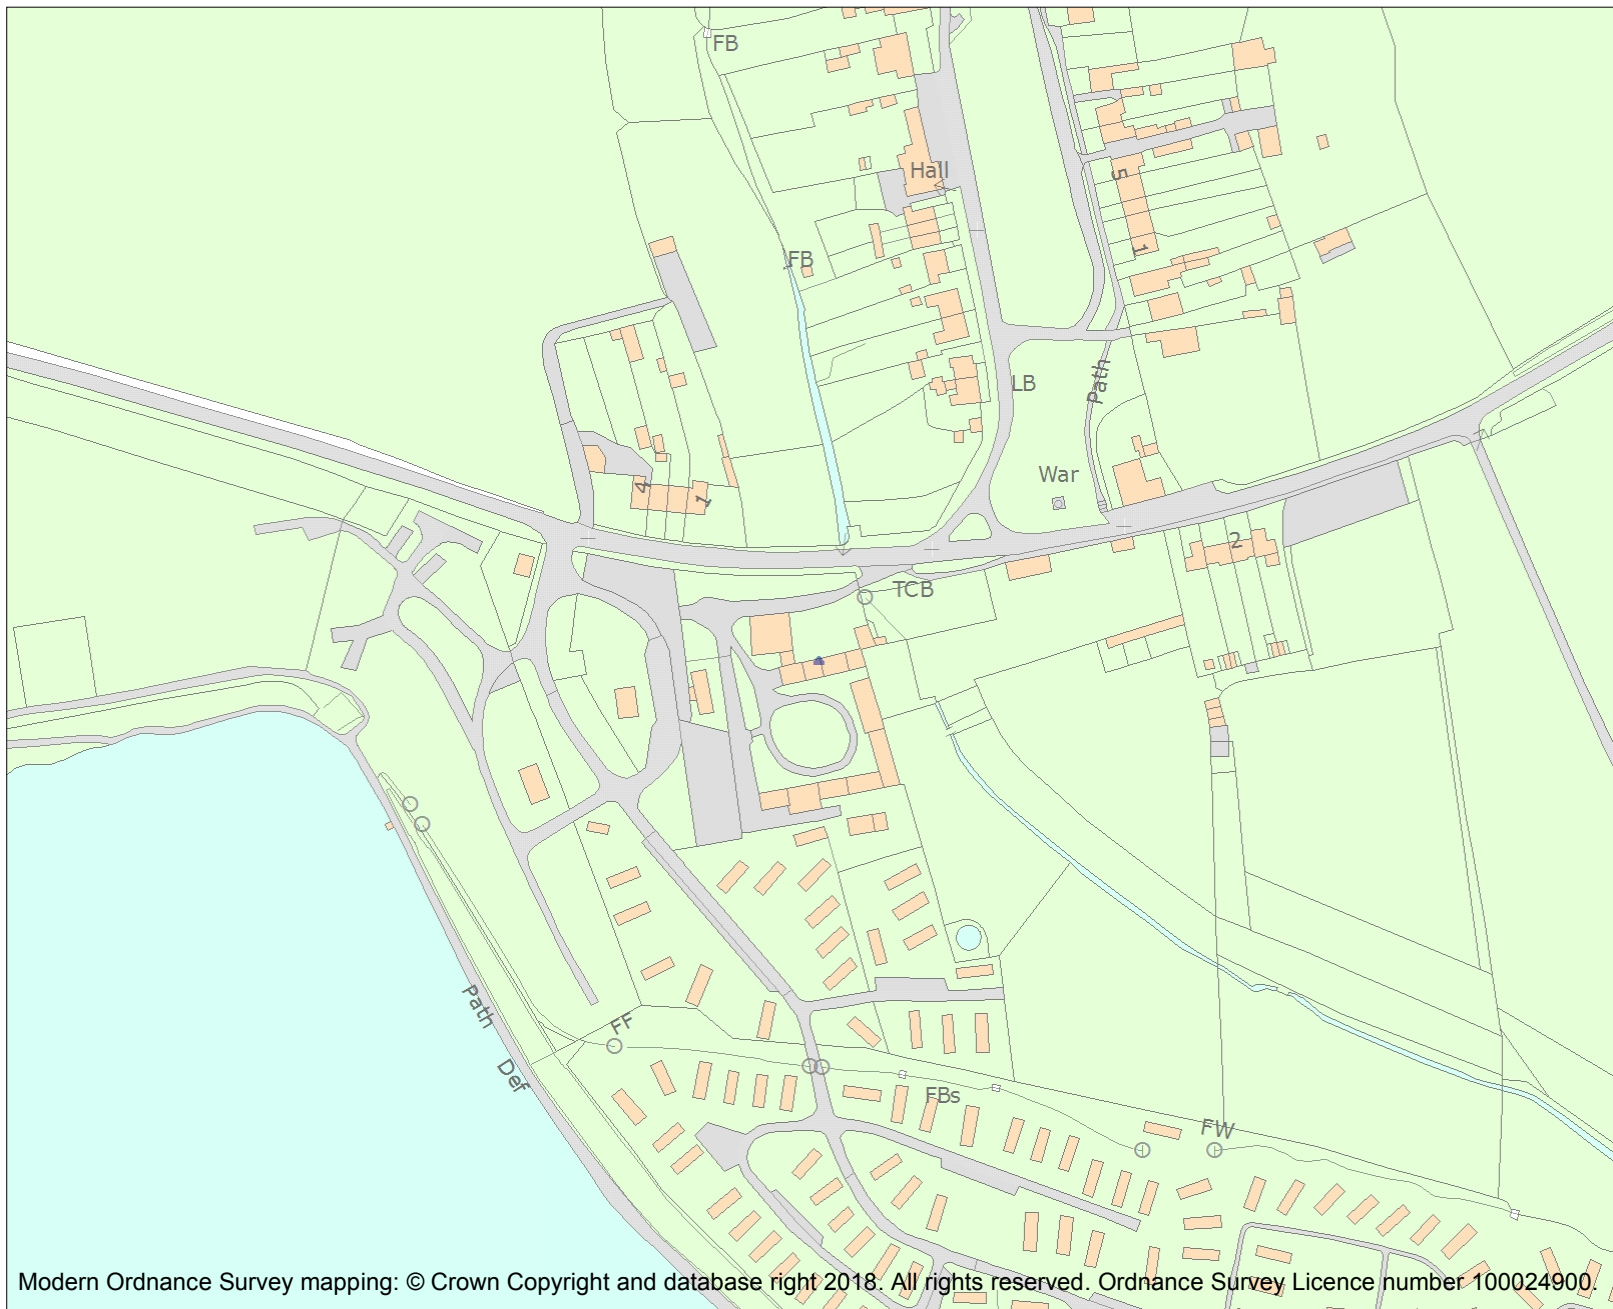 FB
Hall
5
1
FB
Path
LB
War
4
1
2
TCB
Path
FF
Def
FBs
FW
Modern Ordnance Survey mapping: © Crown Copyright and database right 2018. All rights reserved. Ordnance Survey Licence number 100024900.